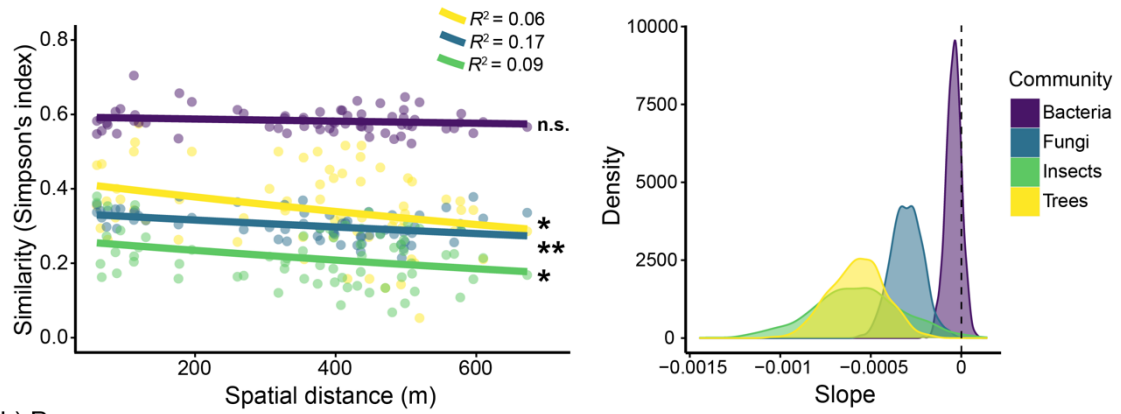 R² = 0.06
R² = 0.17
R² = 0.09
0.8
0.6
0.4
0.2
0.0
Similarity (Simpson's index)
200
400
600
Spatial distance (m)
n.s.
*
**
*
10000
7500
5000
2500
0
Density
−0.0015
−0.001
−0.0005
0
Slope
Community
Bacteria
Fungi
Insects
Trees